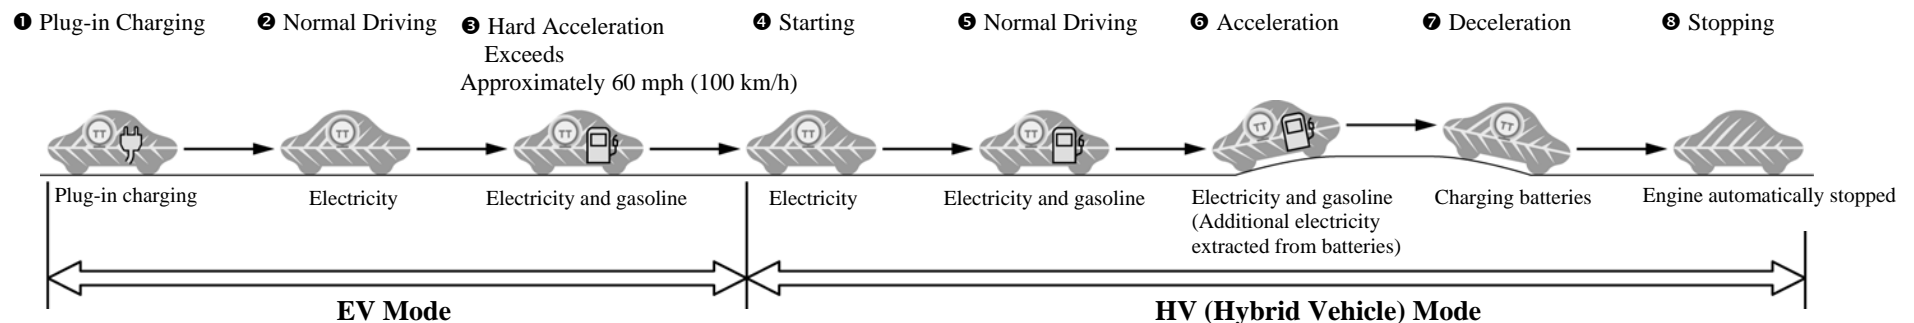 ❶ Plug-in Charging
❷ Normal Driving
❸ Hard Acceleration
Exceeds
Approximately 60 mph (100 km/h)
❹ Starting
❺ Normal Driving
❻ Acceleration
❼ Deceleration
❽ Stopping
Plug-in charging
Electricity
Electricity and gasoline
Electricity
Electricity and gasoline
Electricity and gasoline
(Additional electricity
extracted from batteries)
Charging batteries
Engine automatically stopped
EV Mode
HV (Hybrid Vehicle) Mode